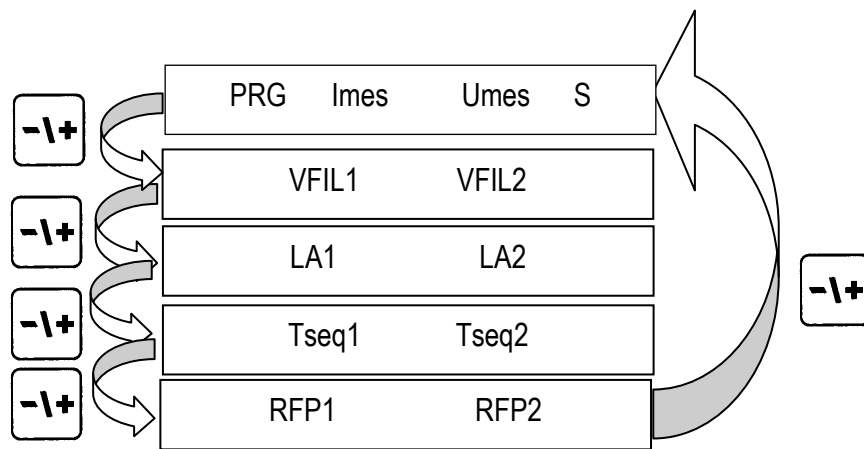 PRG Imes Umes S
-\+
VFIL1 VFIL2
-\+
LA1 LA2
-\+
-\+
Tseq1 Tseq2
-\+
RFP1 RFP2